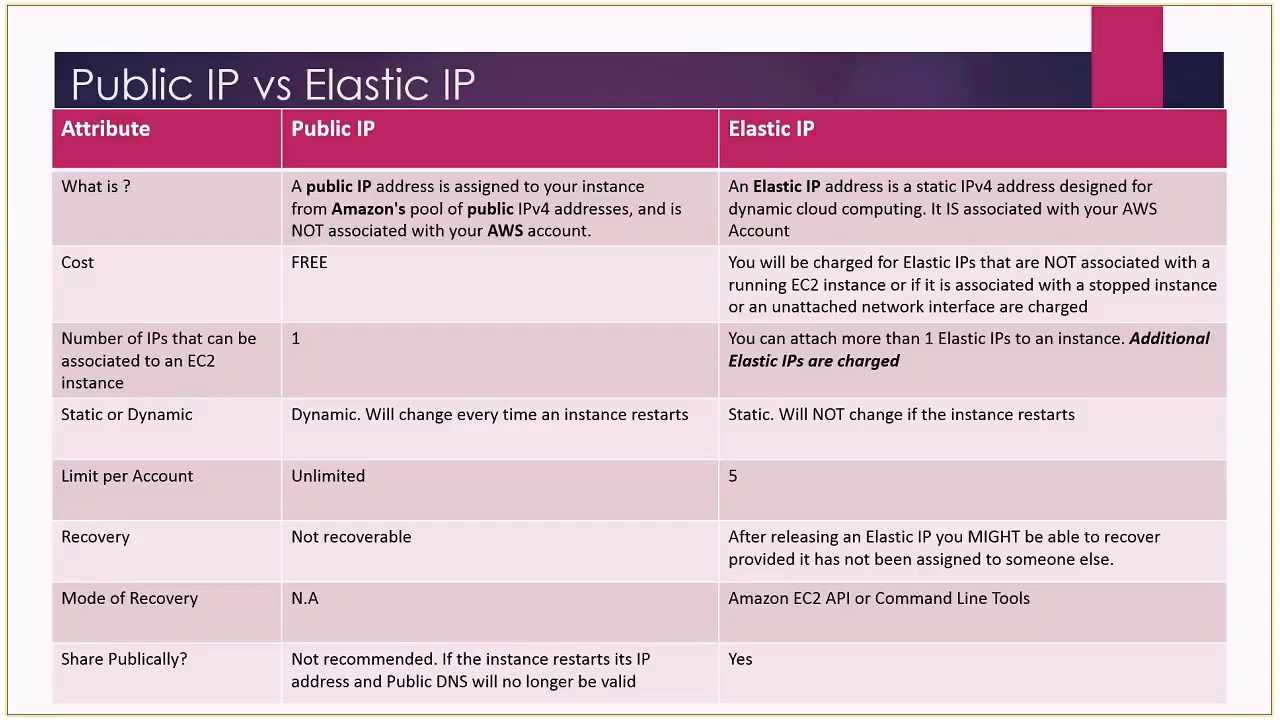 Public IP vs Elastic IP
Attribute
Public IP
Elastic IP
What is ?
A public IP address is assigned to your instance
from Amazon's pool of public IPv4 addresses, and is
NOT associated with your AWS account.
An Elastic IP address is a static IPv4 address designed for
dynamic cloud computing. It IS associated with your AWS
Account
Cost
FREE
You will be charged for Elastic IPs that are NOT associated with a
running EC2 instance or if it is associated with a stopped instance
or an unattached network interface are charged
Number of IPs that can be
associated to an EC2
instance
1
You can attach more than 1 Elastic IPs to an instance. Additional
Elastic IPs are charged
Static or Dynamic
Dynamic. Will change every time an instance restarts
Static. Will NOT change if the instance restarts
Limit per Account
Unlimited
5
Recovery
Not recoverable
After releasing an Elastic IP you MIGHT be able to recover
provided it has not been assigned to someone else.
Mode of Recovery
N.A
Amazon EC2 API or Command Line Tools
Share Publically?
Not recommended. If the instance restarts its IP
address and Public DNS will no longer be valid
Yes